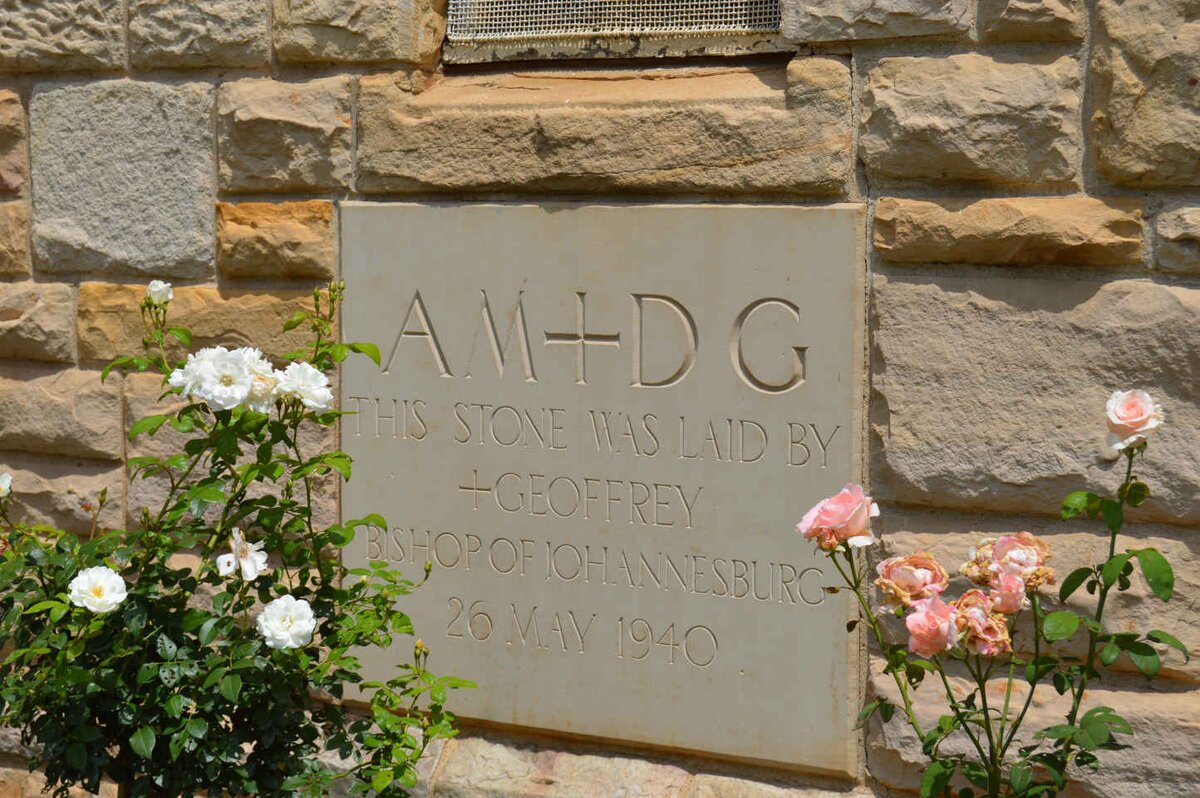 AM+DG
THIS STONE WAS LAID BY
+GEOFFREY
BISHOP OF JOHANNESBURG
26 MAY 1940